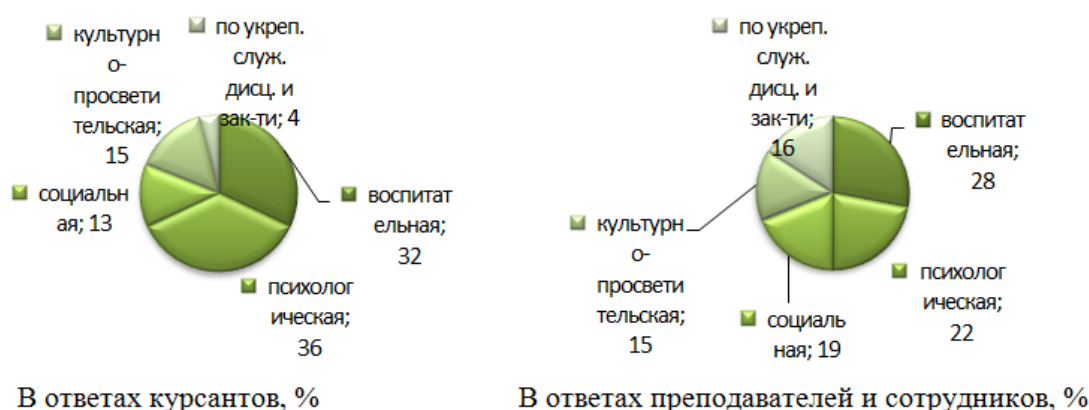 культурн
о-
просвети
тельская;
15
по укреп.
служ.
дисц. и
зак-ти; 4
социальн
ая; 13
воспитат
ельная;
32
психолог
ическая;
36
В ответах курсантов, %
по укреп.
служ.
дисц. и
зак-ти;
16
воспитат
ельная;
28
культурн
о-
просвети
тельская;
15
социаль
ная; 19
психолог
ическая;
22
В ответах преподавателей и сотрудников, %